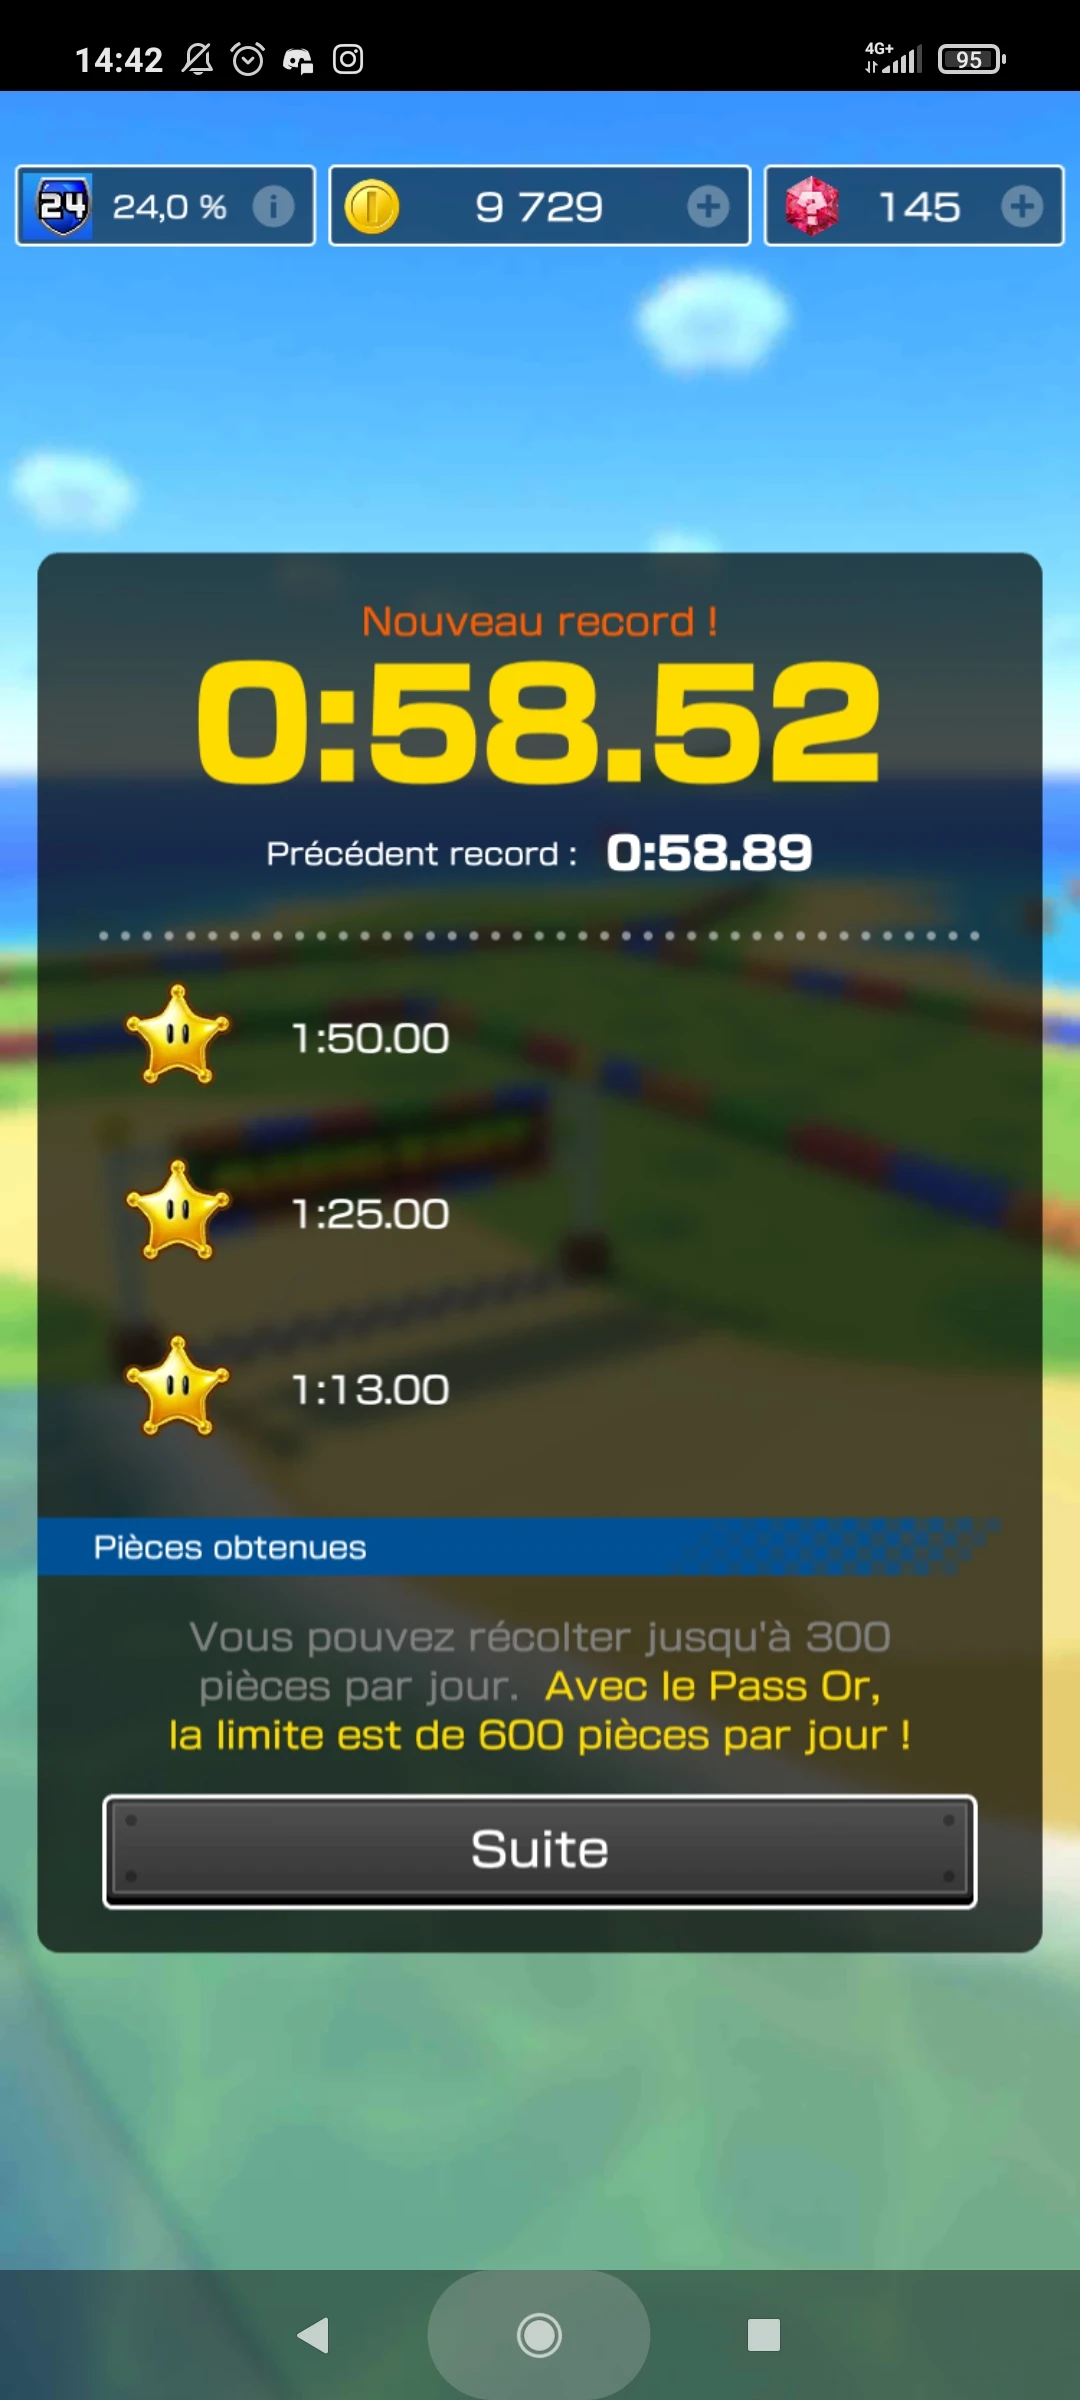 14:42 4G+ 95
24 24,0 % i 9 729 + 145 +
Nouveau record !
0:58.52
Précédent record : 0:58.89
1:50.00
1:25.00
1:13.00
Pièces obtenues
Vous pouvez récolter jusqu'à 300
pièces par jour. Avec le Pass Or,
la limite est de 600 pièces par jour !
Suite